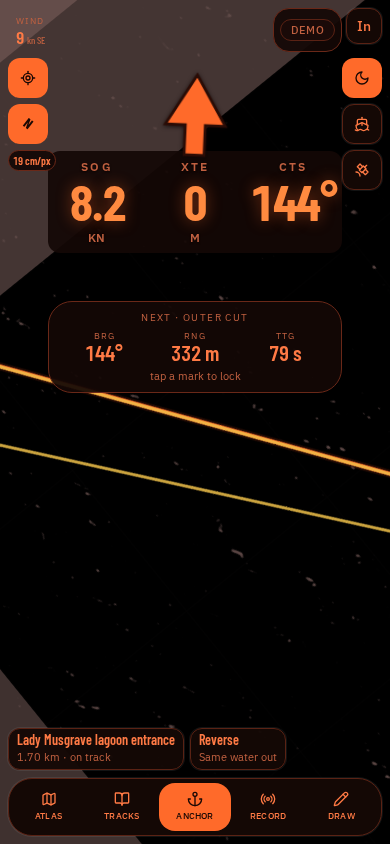 WIND
9 kn SE
DEMO
In
19 cm/px
SOG
XTE
CTS
8.2
0
144°
KN
M
NEXT · OUTER CUT
BRG
RNG
TTG
144°
332 m
79 s
tap a mark to lock
Lady Musgrave lagoon entrance
1.70 km · on track
Reverse
Same water out
ATLAS
TRACKS
ANCHOR
RECORD
DRAW